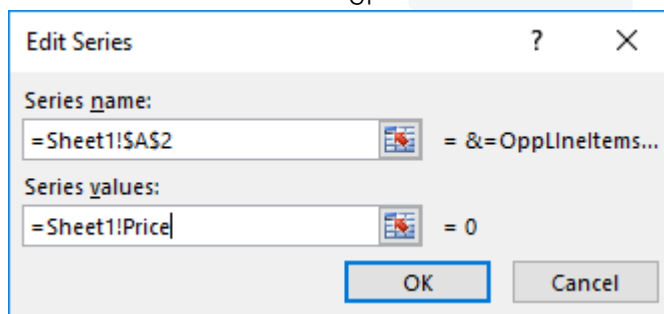 Edit Series ? ×
Series name:
=Sheet1!$A$2 = &=OppLIneItems...
Series values:
=Sheet1!Price = 0
OK Cancel